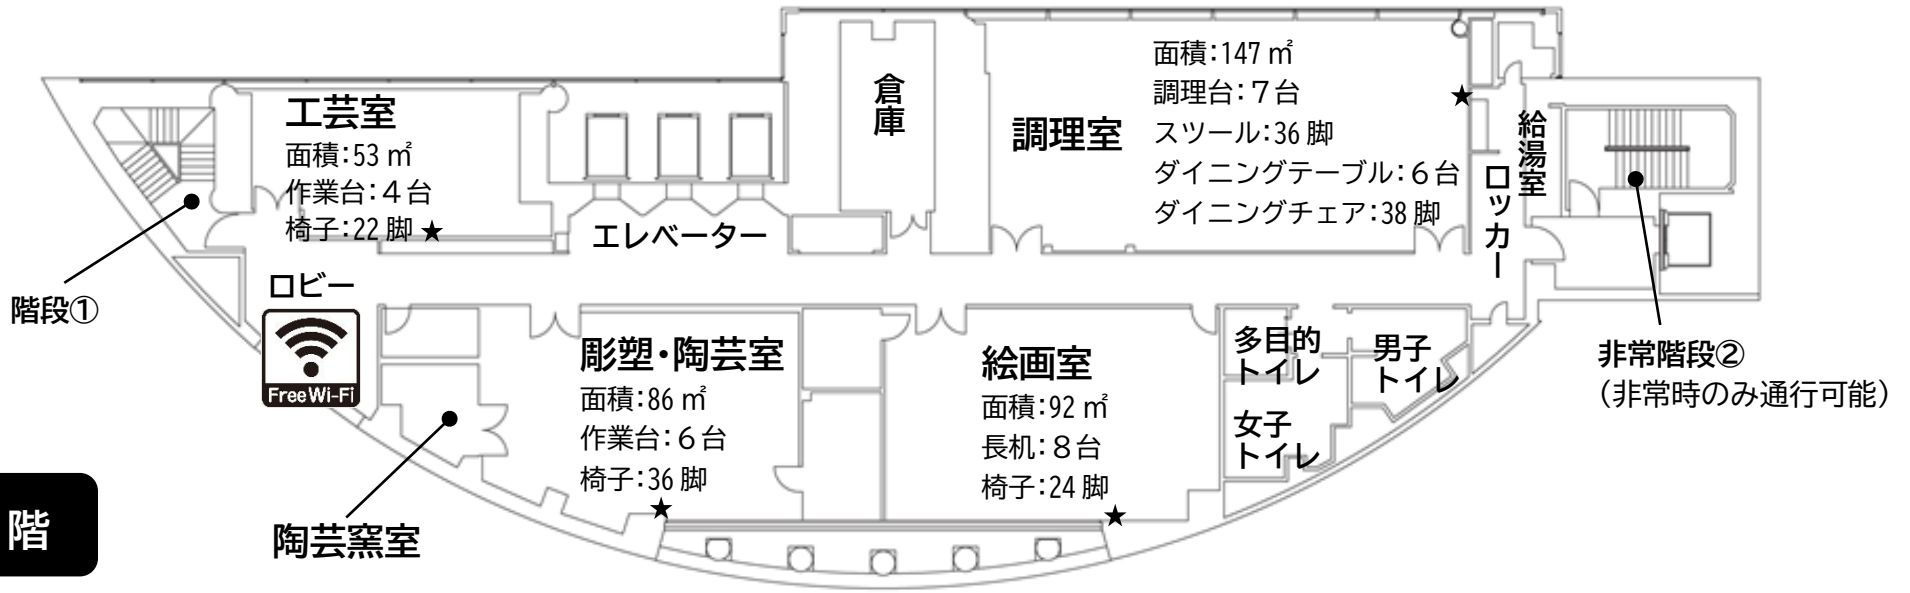 工芸室
面積：53 ㎡
作業台：４台
椅子：22 脚 ★
エレベーター
倉庫
調理室
面積：147 ㎡
調理台：７台
スツール：36 脚
ダイニングテーブル：６台
ダイニングチェア：38 脚
★
給湯室
ロッカー
階段①
ロビー
Free Wi-Fi
彫塑・陶芸室
面積：86 ㎡
作業台：６台
椅子：36 脚
★
絵画室
面積：92 ㎡
長机：８台
椅子：24 脚
★
多目的
トイレ
男子
トイレ
女子
トイレ
非常階段②
（非常時のみ通行可能）
陶芸窯室
階